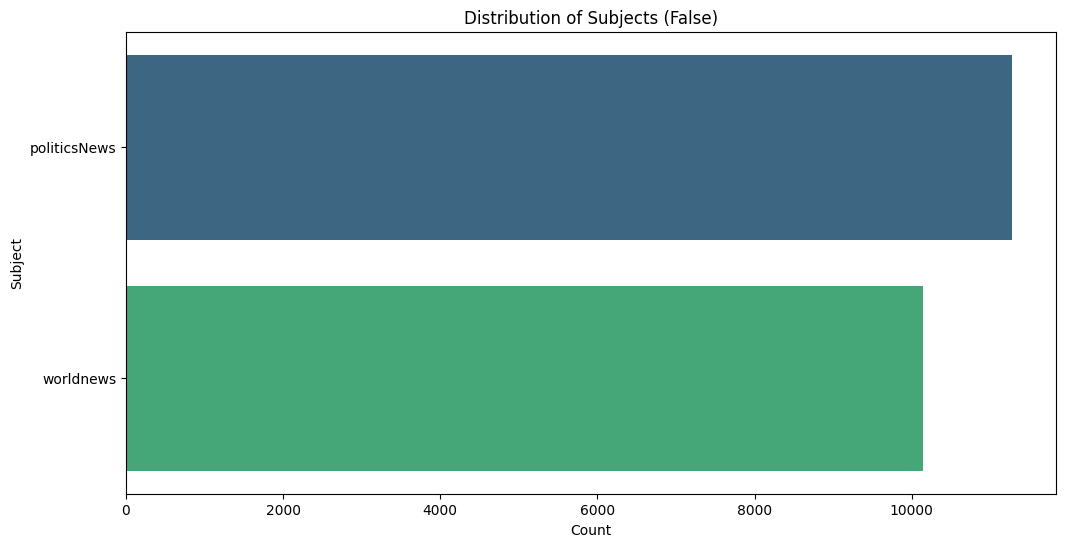 Distribution of Subjects (False)
politicsNews
Subject
worldnews
0 2000 4000 6000 8000 10000
Count